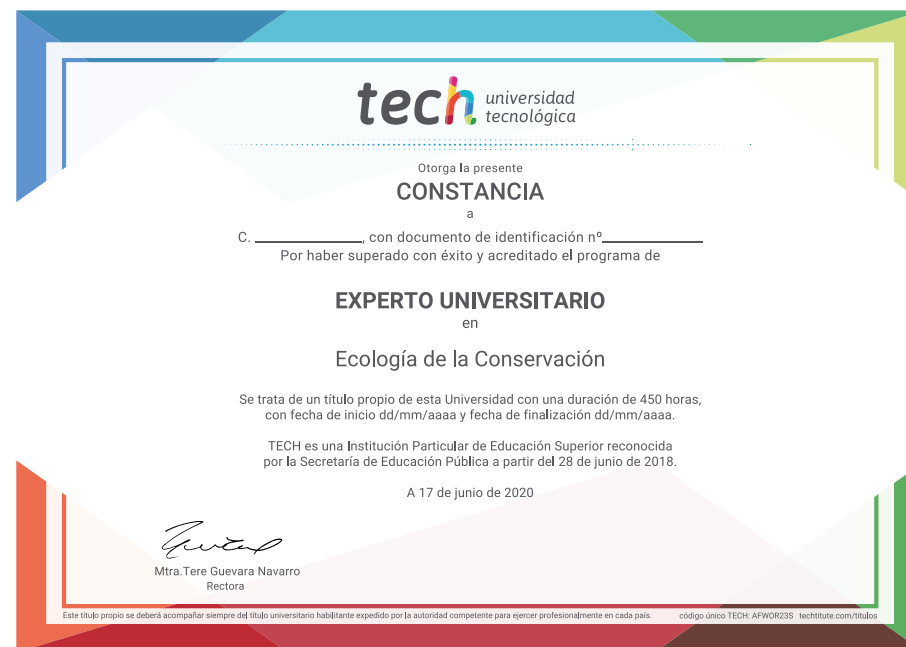 tech universidad
tecnológica
Otorga la presente
CONSTANCIA
a
C. ____________, con documento de identificación nº____________
Por haber superado con éxito y acreditado el programa de
EXPERTO UNIVERSITARIO
en
Ecología de la Conservación
Se trata de un título propio de esta Universidad con una duración de 450 horas,
con fecha de inicio dd/mm/aaaa y fecha de finalización dd/mm/aaaa.
TECH es una Institución Particular de Educación Superior reconocida
por la Secretaría de Educación Pública a partir del 28 de junio de 2018.
A 17 de junio de 2020
Mtra.Tere Guevara Navarro
Rectora
Este título propio se deberá acompañar siempre del título universitario habilitante expedido por la autoridad competente para ejercer profesionalmente en cada país. código único TECH: AFWOR23S techtitute.com/titulos